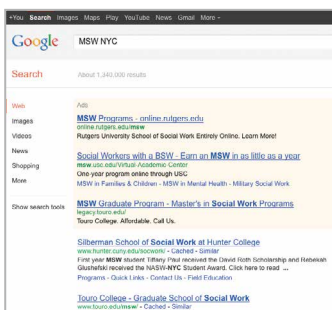 +You Search Images Maps Play YouTube News Gmail More
Google MSW NYC
Search About 1,340,000 results
Web
Images
Videos
News
Shopping
More
Show search tools
Ads
MSW Programs - online.rutgers.edu
online.rutgers.edu/msw
Rutgers University School of Social Work Entirely Online. Learn More!
Social Workers with a BSW - Earn an MSW in as little as a year
msw.usc.edu/Virtual-Academic-Center
One-year program online through USC
MSW in Families & Children - MSW in Mental Health - Military Social Work
MSW Graduate Program - Master's in Social Work Programs
legacy.touro.edu/
Touro College. Affordable. Call Us.
Silberman School of Social Work at Hunter College
www.hunter.cuny.edu/socwork/ - Cached - Similar
First year MSW student Tiffany Paul received the David Roth Scholarship and Rebekah
Glushefski received the NASW-NYC Student Award. Click here to read ...
Programs - Quick Links - Contact Us - Field Education
Touro College - Graduate School of Social Work
www.touro.edu/msw/ - Cached - Similar